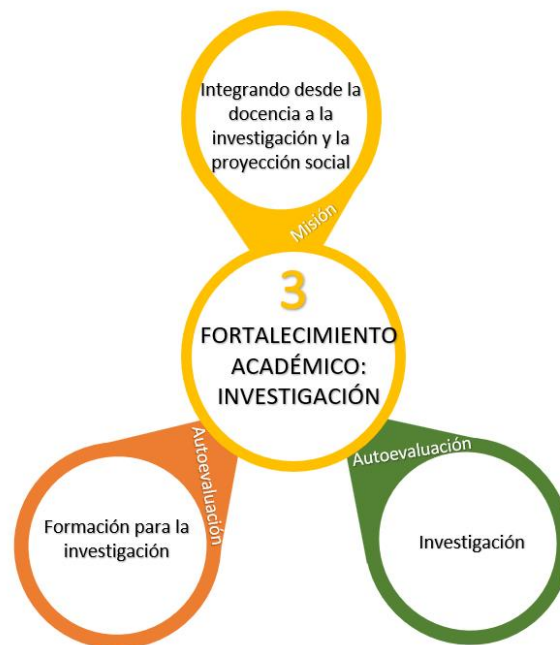 Integrando desde la
docencia a la
investigación y la
proyección social
Misión
3
FORTALECIMIENTO
ACADÉMICO:
INVESTIGACIÓN
Autoevaluación
Formación para la
investigación
Autoevaluación
Investigación